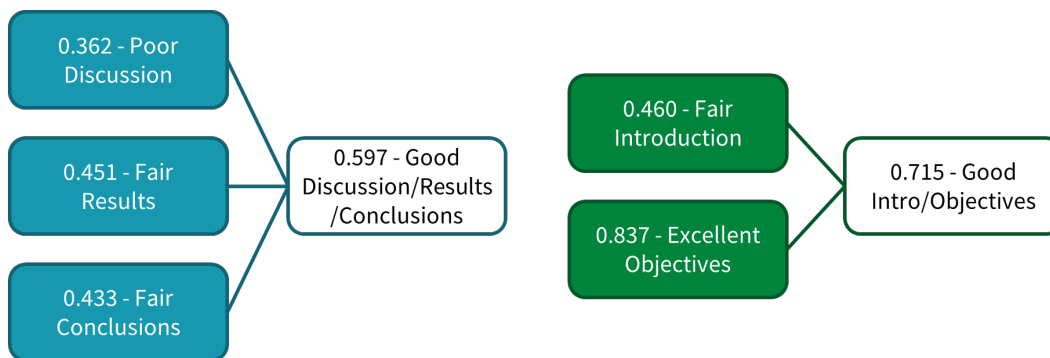 0.362 - Poor
Discussion
0.451 - Fair
Results
0.433 - Fair
Conclusions
0.597 - Good
Discussion/Results
/Conclusions
0.460 - Fair
Introduction
0.837 - Excellent
Objectives
0.715 - Good
Intro/Objectives